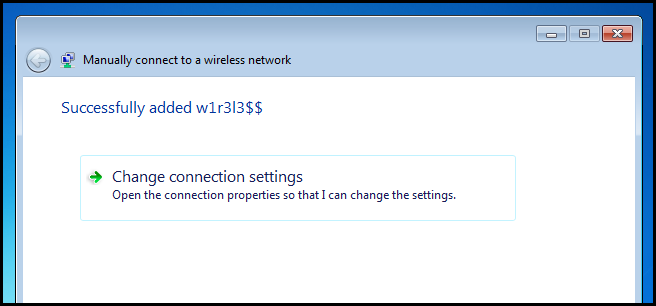 Manually connect to a wireless network
Successfully added w1r3l3$$
Change connection settings
Open the connection properties so that I can change the settings.